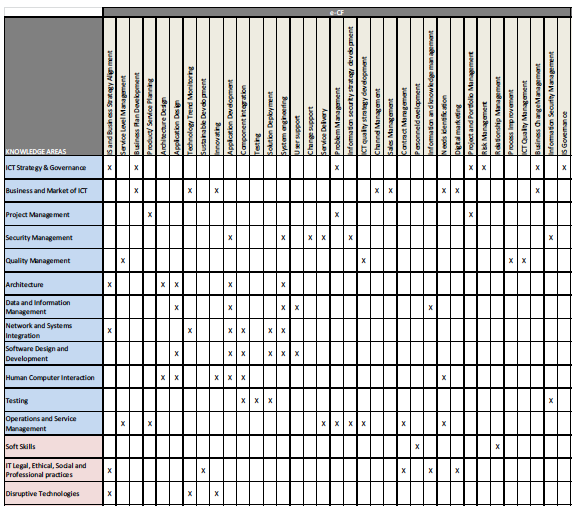 e-CF
KNOWLEDGE AREAS
IS and Business Strategy Alignment
Service Level Management
Business Plan Development
Product/ Service Planning
Architecture Design
Application Design
Technology Trend Monitoring
Sustainable Development
Innovating
Application Development
Component integration
Testing
Solution Deployment
System engineering
User support
Change support
Service Delivery
Problem Management
Information security strategy development
ICT quality strategy development
Channel Management
Sales Management
Contract Management
Personnel development
Information and knowledge management
Needs identification
Digital marketing
Project and Portfolio Management
Risk Management
Relationship Management
Process Improvement
ICT Quality Management
Business Change Management
Information Security Management
IS Governance
ICT Strategy & Governance X X X X X X X
Business and Market of ICT X X X X X X X X
Project Management X X X
Security Management X X X X X X
Quality Management X X X X
Architecture X X X X X
Data and Information
Management X X X X X
Network and Systems
Integration X X X X X X
Software Design and
Development X X X X X X
Human Computer Interaction X X X X X X
Testing X X X X
Operations and Service
Management X X X X X X X X
Soft Skills X X
IT Legal, Ethical, Social and
Professional practices X X X X X
Disruptive Technologies X X X